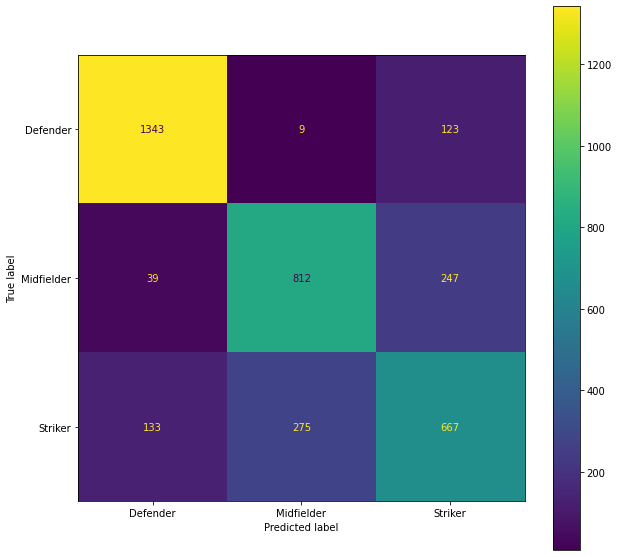 1200
Defender 1343 9 123
1000
800
True label
Midfielder 39 812 247
600
400
Striker 133 275 667
200
Defender Midfielder Striker
Predicted label